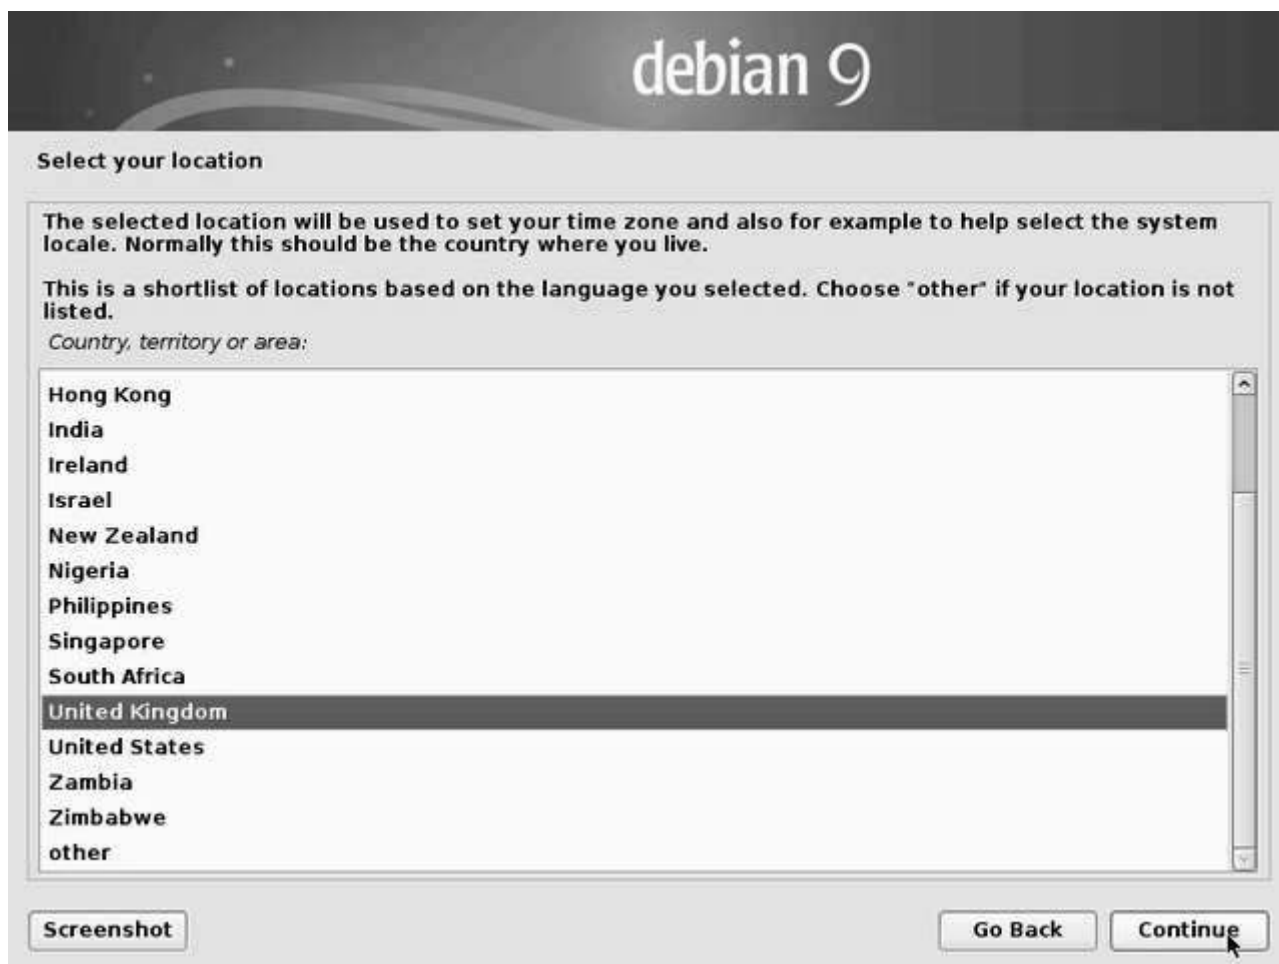 debian 9
Select your location
The selected location will be used to set your time zone and also for example to help select the system
locale. Normally this should be the country where you live.
This is a shortlist of locations based on the language you selected. Choose "other" if your location is not
listed.
Country, territory or area:
Hong Kong
India
Ireland
Israel
New Zealand
Nigeria
Philippines
Singapore
South Africa
United Kingdom
United States
Zambia
Zimbabwe
other
Screenshot
Go Back
Continue